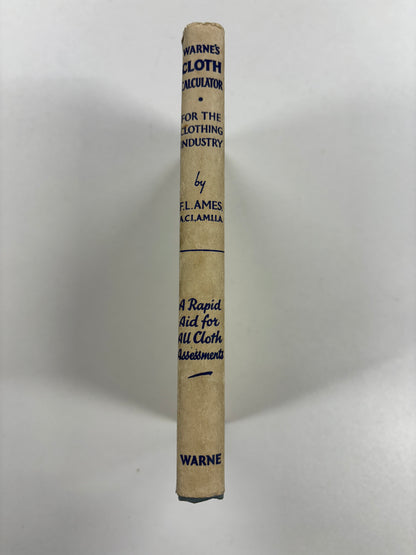 WARNE'S
CLOTH
CALCULATOR
•
FOR THE
CLOTHING
INDUSTRY
by
F.L. AMES,
A.C.I., A.M.I.I.A.
A Rapid
Aid for
All Cloth
Assessments
WARNE